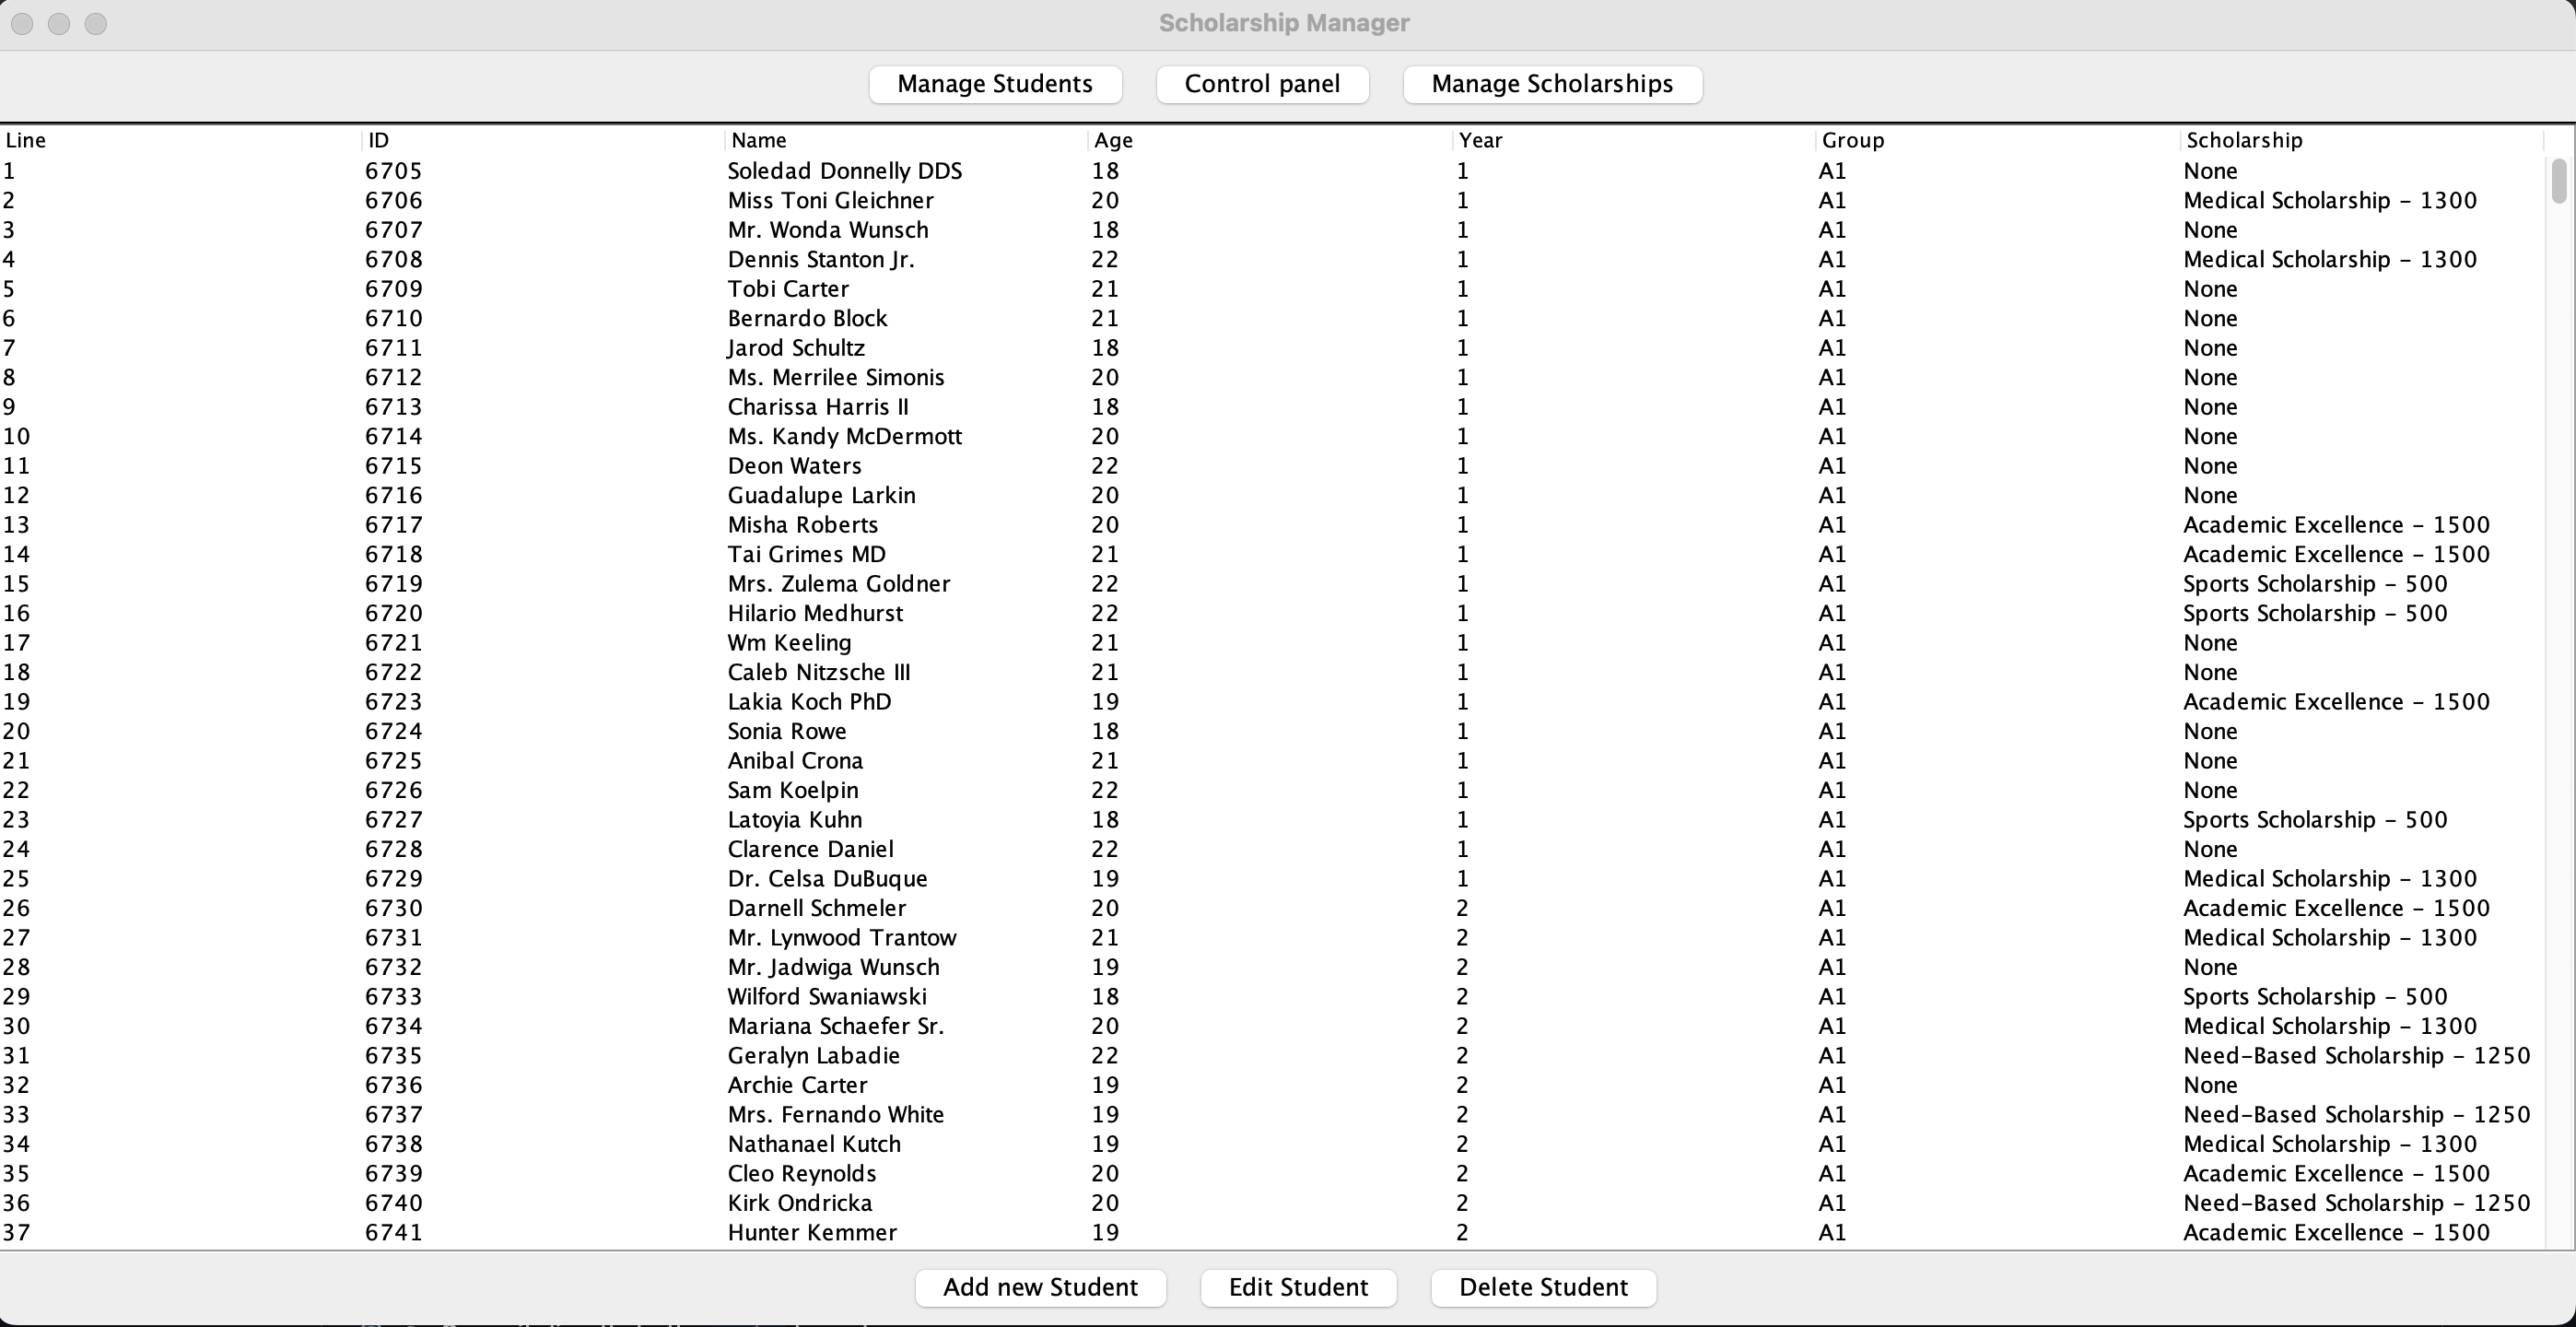 Scholarship Manager
Manage Students Control panel Manage Scholarships
Line ID Name Age Year Group Scholarship
1 6705 Soledad Donnelly DDS 18 1 A1 None
2 6706 Miss Toni Gleichner 20 1 A1 Medical Scholarship - 1300
3 6707 Mr. Wonda Wunsch 18 1 A1 None
4 6708 Dennis Stanton Jr. 22 1 A1 Medical Scholarship - 1300
5 6709 Tobi Carter 21 1 A1 None
6 6710 Bernardo Block 21 1 A1 None
7 6711 Jarod Schultz 18 1 A1 None
8 6712 Ms. Merrilee Simonis 20 1 A1 None
9 6713 Charissa Harris II 18 1 A1 None
10 6714 Ms. Kandy McDermott 20 1 A1 None
11 6715 Deon Waters 22 1 A1 None
12 6716 Guadalupe Larkin 20 1 A1 None
13 6717 Misha Roberts 20 1 A1 Academic Excellence - 1500
14 6718 Tai Grimes MD 21 1 A1 Academic Excellence - 1500
15 6719 Mrs. Zulema Goldner 22 1 A1 Sports Scholarship - 500
16 6720 Hilario Medhurst 22 1 A1 Sports Scholarship - 500
17 6721 Wm Keeling 21 1 A1 None
18 6722 Caleb Nitzsche III 21 1 A1 None
19 6723 Lakia Koch PhD 19 1 A1 Academic Excellence - 1500
20 6724 Sonia Rowe 18 1 A1 None
21 6725 Anibal Crona 21 1 A1 None
22 6726 Sam Koelpin 22 1 A1 None
23 6727 Latoyia Kuhn 18 1 A1 Sports Scholarship - 500
24 6728 Clarence Daniel 22 1 A1 None
25 6729 Dr. Celsa DuBuque 19 1 A1 Medical Scholarship - 1300
26 6730 Darnell Schmeler 20 2 A1 Academic Excellence - 1500
27 6731 Mr. Lynwood Trantow 21 2 A1 Medical Scholarship - 1300
28 6732 Mr. Jadwiga Wunsch 19 2 A1 None
29 6733 Wilford Swaniawski 18 2 A1 Sports Scholarship - 500
30 6734 Mariana Schaefer Sr. 20 2 A1 Medical Scholarship - 1300
31 6735 Geralyn Labadie 22 2 A1 Need-Based Scholarship - 1250
32 6736 Archie Carter 19 2 A1 None
33 6737 Mrs. Fernando White 19 2 A1 Need-Based Scholarship - 1250
34 6738 Nathanael Kutch 19 2 A1 Medical Scholarship - 1300
35 6739 Cleo Reynolds 20 2 A1 Academic Excellence - 1500
36 6740 Kirk Ondricka 20 2 A1 Need-Based Scholarship - 1250
37 6741 Hunter Kemmer 19 2 A1 Academic Excellence - 1500
Add new Student Edit Student Delete Student